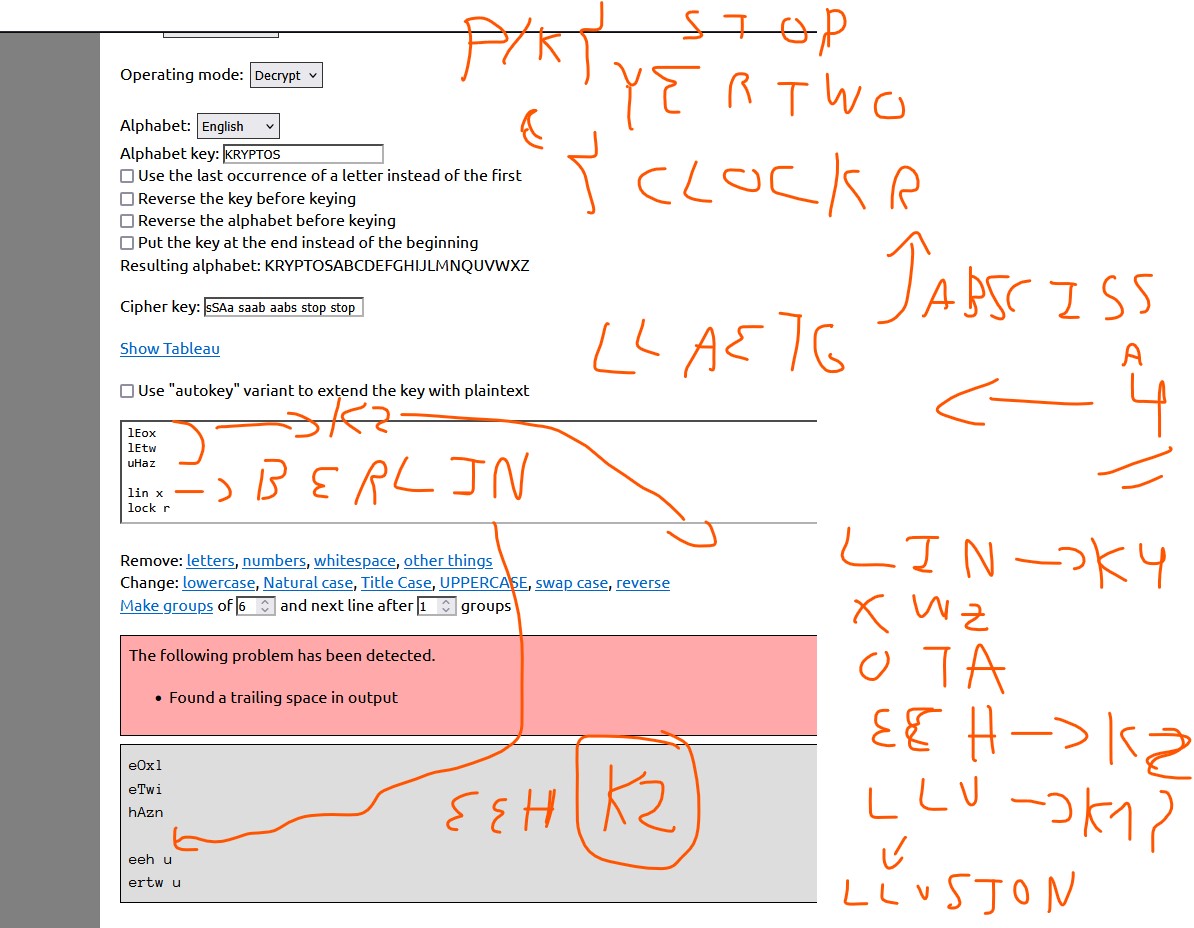 P/K} STOP
Operating mode: Decrypt
YERTWO
Alphabet: English
Alphabet key: KRYPTOS
Use the last occurrence of a letter instead of the first
{ CLOCKR
Reverse the key before keying
Reverse the alphabet before keying
Put the key at the end instead of the beginning
Resulting alphabet: KRYPTOSABCDEFGHIJLMNQUVWXZ
ABSCISS
Cipher key: sSAa saab aabs stop stop
LLAETG
Show Tableau
A
4
Use "autokey" variant to extend the key with plaintext
K2
lEox
lEtw
uHaz
BERLIN
lin x
lock r
Remove: letters, numbers, whitespace, other things
Change: lowercase, Natural case, Title Case, UPPERCASE, swap case, reverse
Make groups of 6 and next line after 1 groups
LIN → K4
XWZ
OTA
EEH → K2
LLU → K1?
LLUSION
The following problem has been detected.
• Found a trailing space in output
eOxl
eTwi
hAzn
EEH K2
eeh u
ertw u